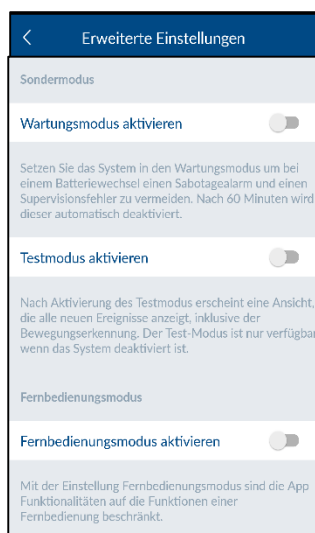 Erweiterte Einstellungen
Sondermodus
Wartungsmodus aktivieren
Setzen Sie das System in den Wartungsmodus um bei
einem Batteriewechsel einen Sabotagealarm und einen
Supervisionsfehler zu vermeiden. Nach 60 Minuten wird
dieser automatisch deaktiviert.
Testmodus aktivieren
Nach Aktivierung des Testmodus erscheint eine Ansicht,
die alle neuen Ereignisse anzeigt, inklusive der
Bewegungserkennung. Der Test-Modus ist nur verfügbar
wenn das System deaktiviert ist.
Fernbedienungsmodus
Fernbedienungsmodus aktivieren
Mit der Einstellung Fernbedienungsmodus sind die App
Funktionalitäten auf die Funktionen einer
Fernbedienung beschränkt.